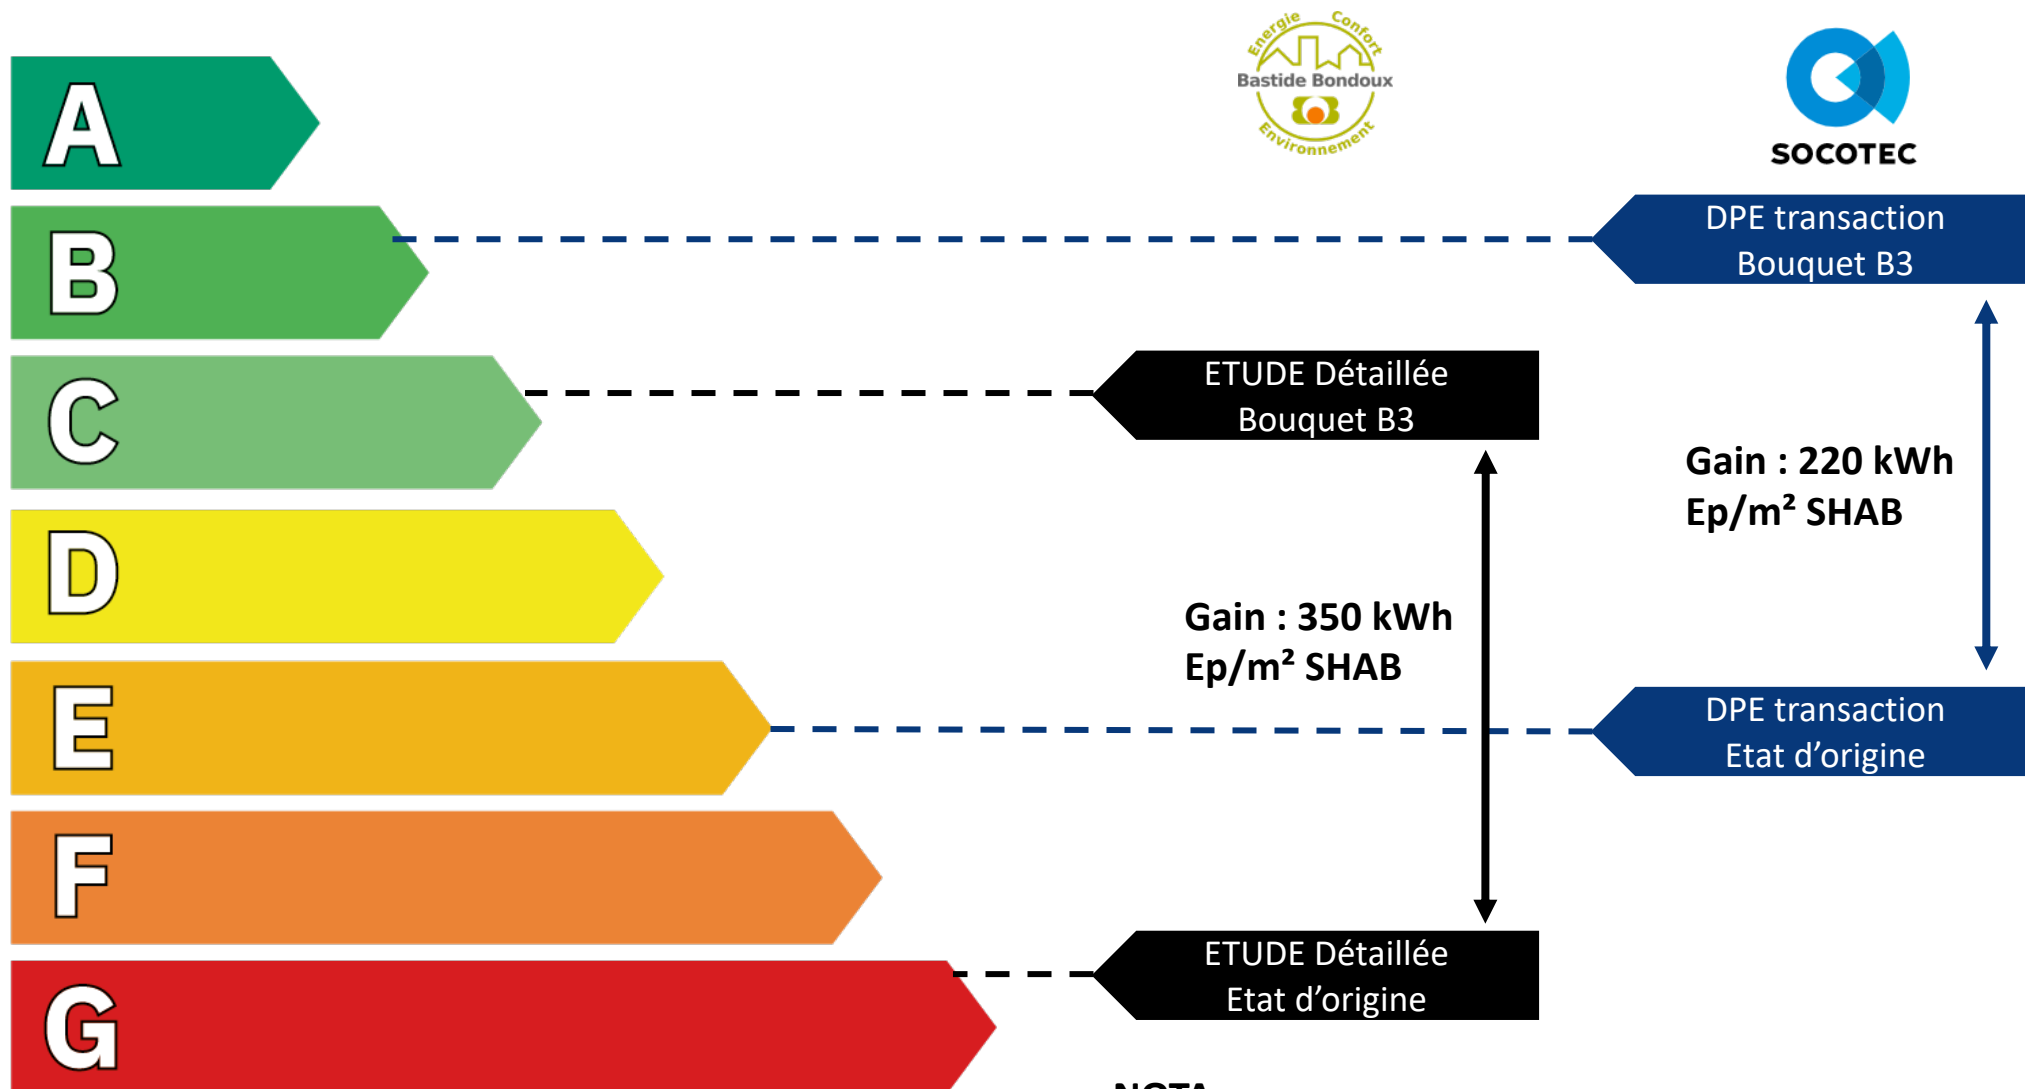 Energie Confort
Bastide Bondoux
Environnement
SOCOTEC
A
B
C
D
E
F
G
DPE transaction
Bouquet B3
ETUDE Détaillée
Bouquet B3
Gain : 220 kWh
Ep/m² SHAB
Gain : 350 kWh
Ep/m² SHAB
DPE transaction
Etat d’origine
ETUDE Détaillée
Etat d’origine
NOTA